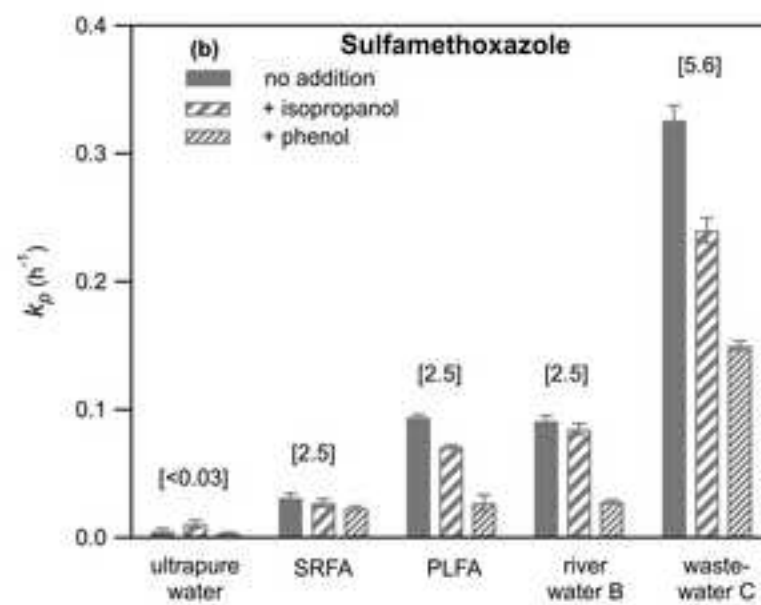 (b) Sulfamethoxazole
no addition
+ isopropanol
+ phenol
[5.6]
[2.5]
[2.5]
[2.5]
[<0.03]
0.4
0.3
0.2
0.1
0.0
kρ (h⁻¹)
ultrapure
water
SRFA
PLFA
river
water B
waste-
water C